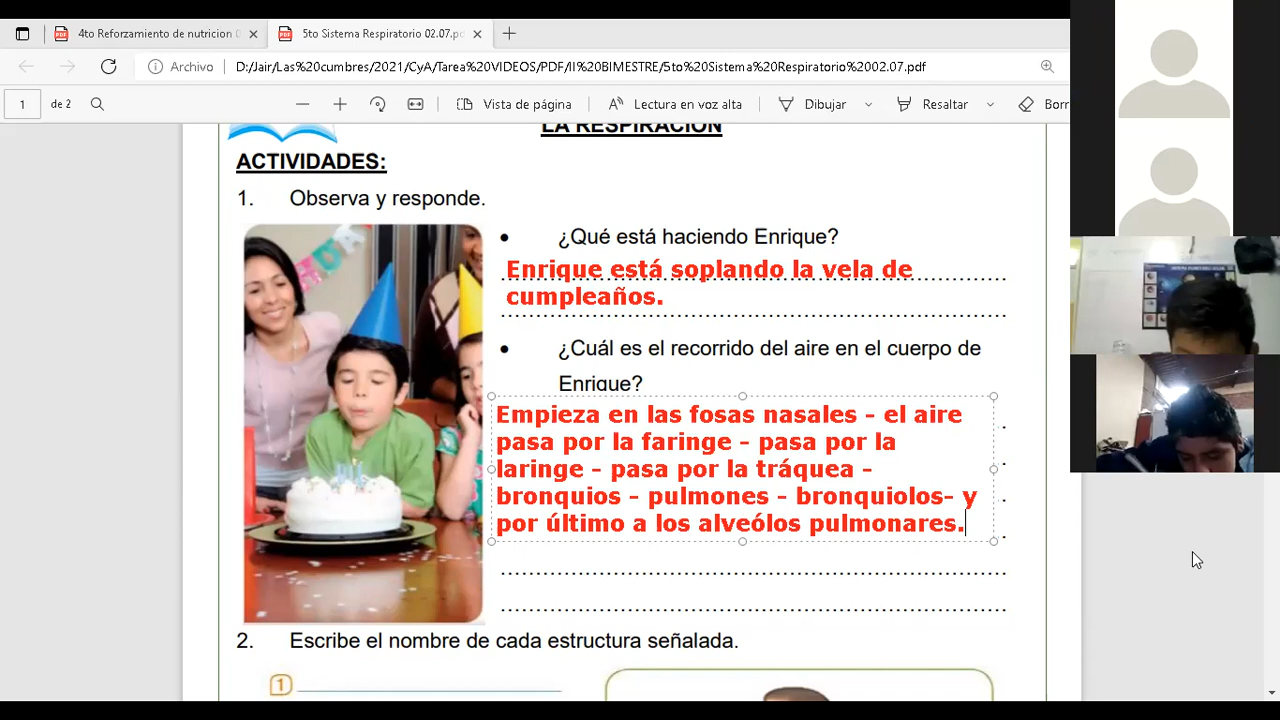 4to Reforzamiento de nutricion 0
5to Sistema Respiratorio 02.07.pd
Archivo
D:/Jair/Las%20cumbres/2021/CyA/Tarea%20VIDEOS/PDF/II%20BIMESTRE/5to%20Sistema%20Respiratorio%2002.07.pdf
1 de 2
Vista de página
Lectura en voz alta
Dibujar
Resaltar
Borr
LA RESPIRACIÓN
ACTIVIDADES:
1. Observa y responde.
• ¿Qué está haciendo Enrique?
Enrique está soplando la vela de
cumpleaños.
• ¿Cuál es el recorrido del aire en el cuerpo de
Enrique?
Empieza en las fosas nasales - el aire
pasa por la faringe - pasa por la
laringe - pasa por la tráquea -
bronquios - pulmones - bronquiolos- y
por último a los alveólos pulmonares.
2. Escribe el nombre de cada estructura señalada.
1